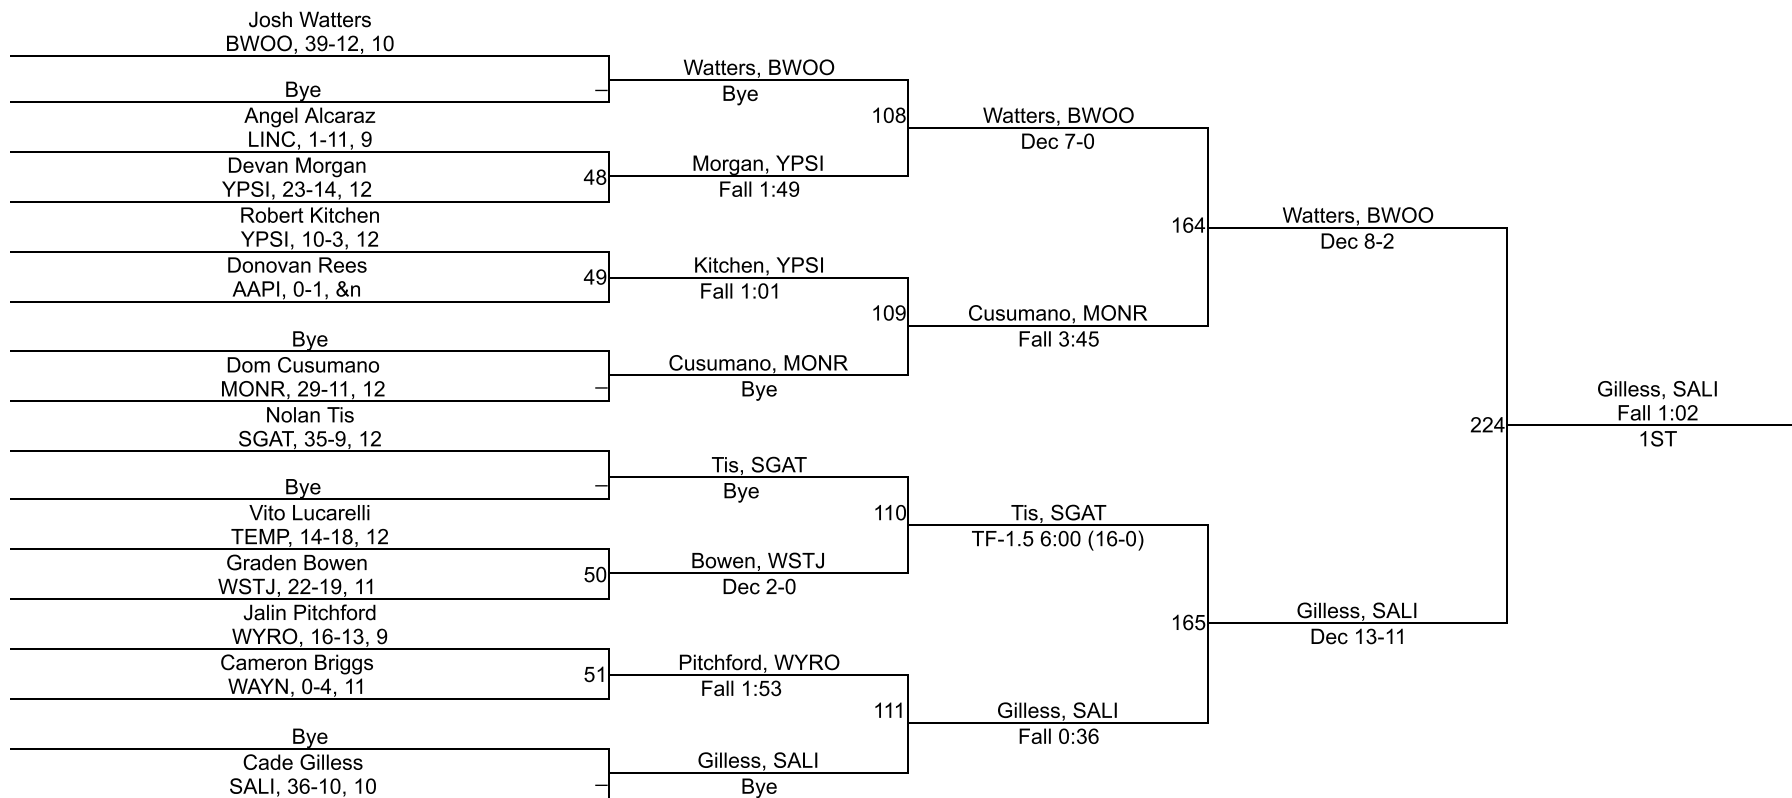 Josh Watters
BWOO, 39-12, 10
Bye
–
Angel Alcaraz
LINC, 1-11, 9
Devan Morgan
YPSI, 23-14, 12
48
Robert Kitchen
YPSI, 10-3, 12
Donovan Rees
AAPI, 0-1, &n
49
Bye
Dom Cusumano
MONR, 29-11, 12
–
Nolan Tis
SGAT, 35-9, 12
Bye
–
Vito Lucarelli
TEMP, 14-18, 12
Graden Bowen
WSTJ, 22-19, 11
50
Jalin Pitchford
WYRO, 16-13, 9
Cameron Briggs
WAYN, 0-4, 11
51
Bye
Cade Gilless
SALI, 36-10, 10
–
Watters, BWOO
Bye
108
Morgan, YPSI
Fall 1:49
Kitchen, YPSI
Fall 1:01
109
Cusumano, MONR
Bye
Tis, SGAT
Bye
110
Bowen, WSTJ
Dec 2-0
Pitchford, WYRO
Fall 1:53
111
Gilless, SALI
Bye
Watters, BWOO
Dec 7-0
164
Cusumano, MONR
Fall 3:45
Tis, SGAT
TF-1.5 6:00 (16-0)
165
Gilless, SALI
Fall 0:36
Watters, BWOO
Dec 8-2
224
Gilless, SALI
Dec 13-11
Gilless, SALI
Fall 1:02
1ST